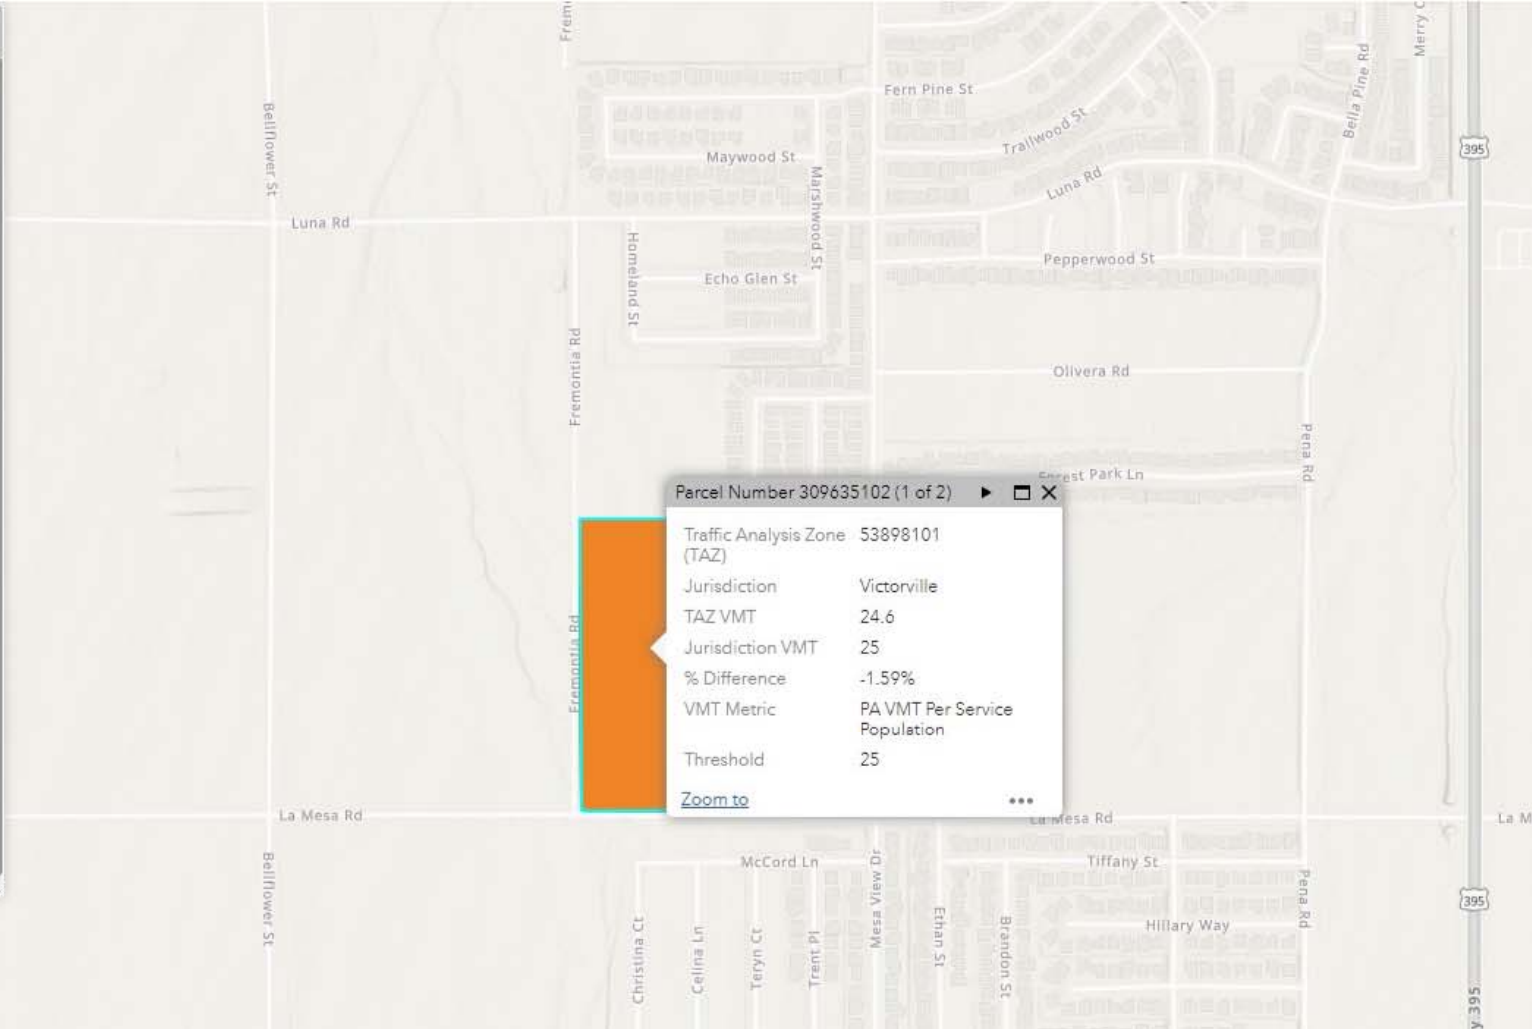 Frem
Merry C
Bella Pine Rd
Fern Pine St
Bellflower St
Trailwood St
395
Maywood St
Marshwood St
Luna Rd
Luna Rd
Homeland St
Pepperwood St
Echo Glen St
Fremontia Rd
Olivera Rd
Pena Rd
Forest Park Ln
Parcel Number 309635102 (1 of 2)
Traffic Analysis Zone 53898101
(TAZ)
Jurisdiction Victorville
TAZ VMT 24.6
Jurisdiction VMT 25
% Difference -1.59%
VMT Metric PA VMT Per Service
Population
Threshold 25
Zoom to
Fremontia Rd
La Mesa Rd
La Mesa Rd
La M
McCord Ln
Tiffany St
Mesa View Dr
Bellflower St
Pena Rd
395
Hillary Way
Christina Ct
Celina Ln
Teryn Ct
Trent Pl
Ethan St
Brandon St
y 395